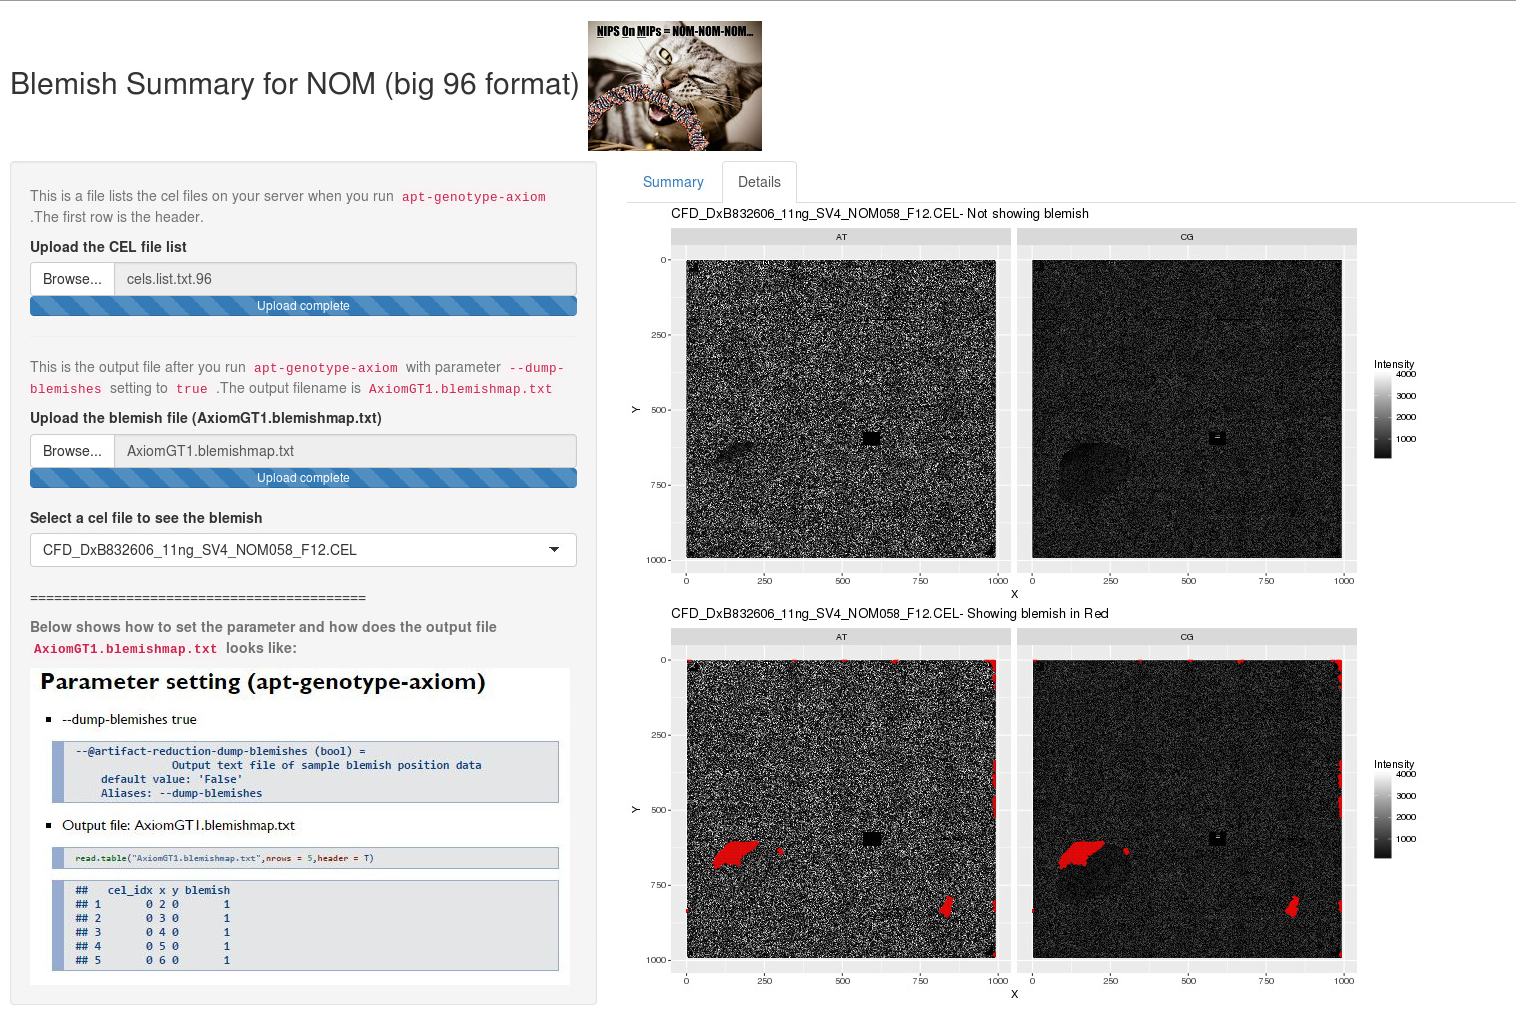 NIPS On MIPs = NOM-NOM-NOM...
Blemish Summary for NOM (big 96 format)
This is a file lists the cel files on your server when you run apt-genotype-axiom
.The first row is the header.
Upload the CEL file list
Browse... cels.list.txt.96
Upload complete
This is the output file after you run apt-genotype-axiom with parameter --dump-
blemishes setting to true .The output filename is AxiomGT1.blemishmap.txt
Upload the blemish file (AxiomGT1.blemishmap.txt)
Browse... AxiomGT1.blemishmap.txt
Upload complete
Select a cel file to see the blemish
CFD_DxB832606_11ng_SV4_NOM058_F12.CEL
==========================================
Below shows how to set the parameter and how does the output file
AxiomGT1.blemishmap.txt looks like:
Parameter setting (apt-genotype-axiom)
--dump-blemishes true
--@artifact-reduction-dump-blemishes (bool) =
Output text file of sample blemish position data
default value: 'False'
Aliases: --dump-blemishes
Output file: AxiomGT1.blemishmap.txt
read.table("AxiomGT1.blemishmap.txt",nrows = 5,header = T)
## cel_idx x y blemish
## 1 0 2 0 1
## 2 0 3 0 1
## 3 0 4 0 1
## 4 0 5 0 1
## 5 0 6 0 1
Summary Details
CFD_DxB832606_11ng_SV4_NOM058_F12.CEL- Not showing blemish
AT CG
0
250
500
750
1000
Y
0 250 500 750 1000 0 250 500 750 1000
X
Intensity
4000
3000
2000
1000
CFD_DxB832606_11ng_SV4_NOM058_F12.CEL- Showing blemish in Red
AT CG
0
250
500
750
1000
Y
0 250 500 750 1000 0 250 500 750 1000
X
Intensity
4000
3000
2000
1000